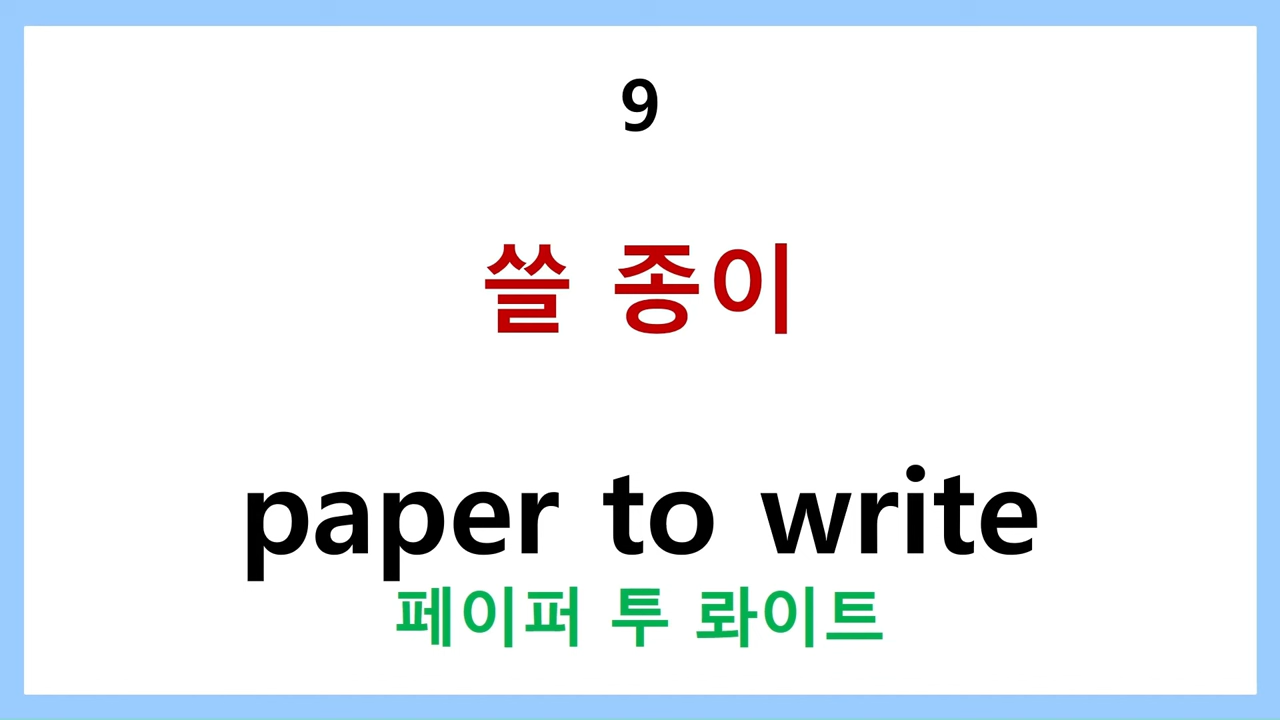 9
쓸 종이
paper to write
페이퍼 투 롸이트